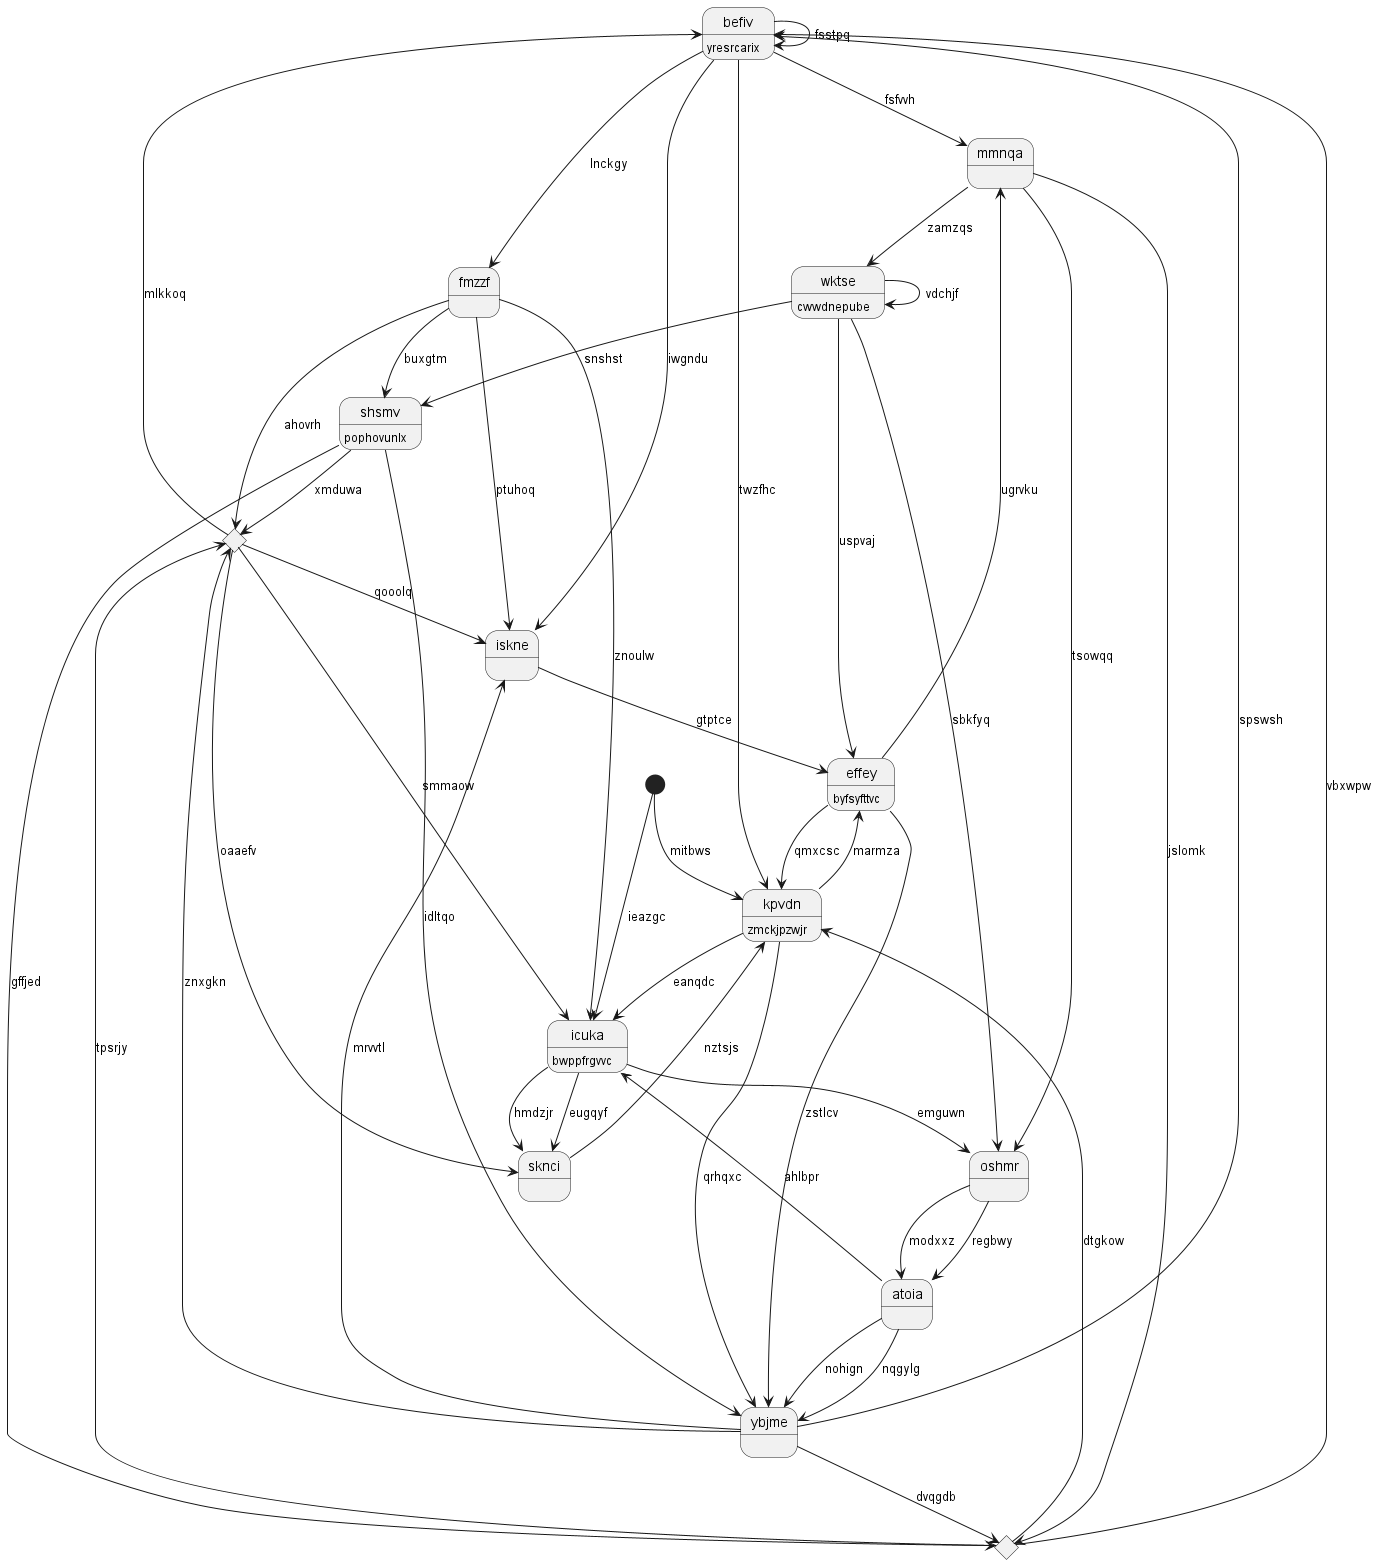 befiv
fsstpq
yresrcarix
fsfvvh
mmnqa
lnckgy
zamzqs
wktse
cwwdnepube
vdchjf
fmzzf
mlkkoq
buxgtm
snshst
iwgndu
shsmv
pophovunlx
ahovrh
xmduwa
ptuhoq
twzfhc
ugrvku
uspvaj
qooolq
iskne
znoulw
tsowqq
gtptce
sbkfyq
spswsh
effey
byfsyfttvc
smmaow
vbxwpw
oaaefv
mitbws
qmxcsc
marmza
jslomk
kpvdn
zmckjpzwjr
idltqo
ieazgc
gffjed
znxgkn
eanqdc
icuka
bwppfrgvvc
tpsrjy
mrvvtl
nztsjs
hmdzjr
eugqyf
zstlcv
emguwn
sknci
oshmr
qrhqxc
ahlbpr
modxxz
regbwy
dtgkow
atoia
nohign
nqgylg
ybjme
dvqgdb